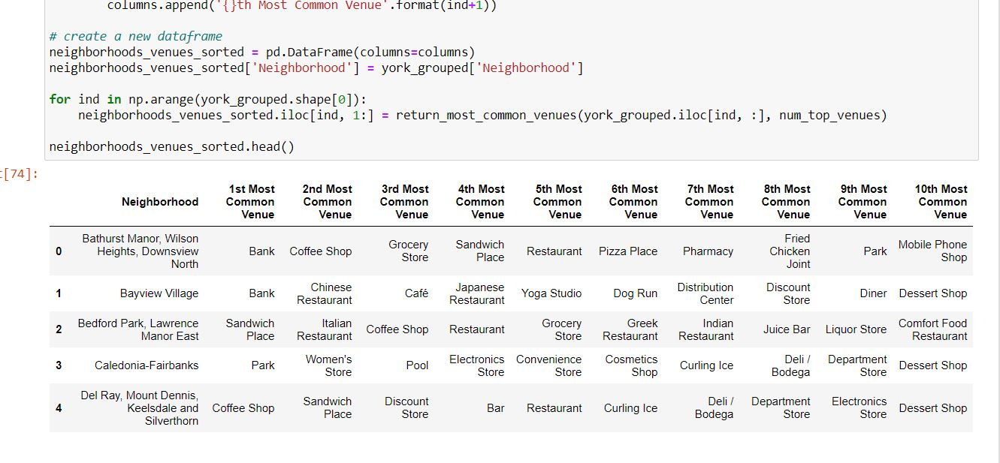 columns.append('{}th Most Common Venue'.format(ind+1))
# create a new dataframe
neighborhoods_venues_sorted = pd.DataFrame(columns=columns)
neighborhoods_venues_sorted['Neighborhood'] = york_grouped['Neighborhood']
for ind in np.arange(york_grouped.shape[0]):
neighborhoods_venues_sorted.iloc[ind, 1:] = return_most_common_venues(york_grouped.iloc[ind, :], num_top_venues)
neighborhoods_venues_sorted.head()
t[74]:
Neighborhood 1st Most Common Venue 2nd Most Common Venue 3rd Most Common Venue 4th Most Common Venue 5th Most Common Venue 6th Most Common Venue 7th Most Common Venue 8th Most Common Venue 9th Most Common Venue 10th Most Common Venue
0 Bathurst Manor, Wilson Heights, Downsview North Bank Coffee Shop Grocery Store Sandwich Place Restaurant Pizza Place Pharmacy Fried Chicken Joint Park Mobile Phone Shop
1 Bayview Village Bank Chinese Restaurant Café Japanese Restaurant Yoga Studio Dog Run Distribution Center Discount Store Diner Dessert Shop
2 Bedford Park, Lawrence Manor East Sandwich Place Italian Restaurant Coffee Shop Restaurant Grocery Store Greek Restaurant Indian Restaurant Juice Bar Liquor Store Comfort Food Restaurant
3 Caledonia-Fairbanks Park Women's Store Pool Electronics Store Convenience Store Cosmetics Shop Curling Ice Deli / Bodega Department Store Dessert Shop
4 Del Ray, Mount Dennis, Keelsdale and Silverthorn Coffee Shop Sandwich Place Discount Store Bar Restaurant Curling Ice Deli / Bodega Department Store Electronics Store Dessert Shop